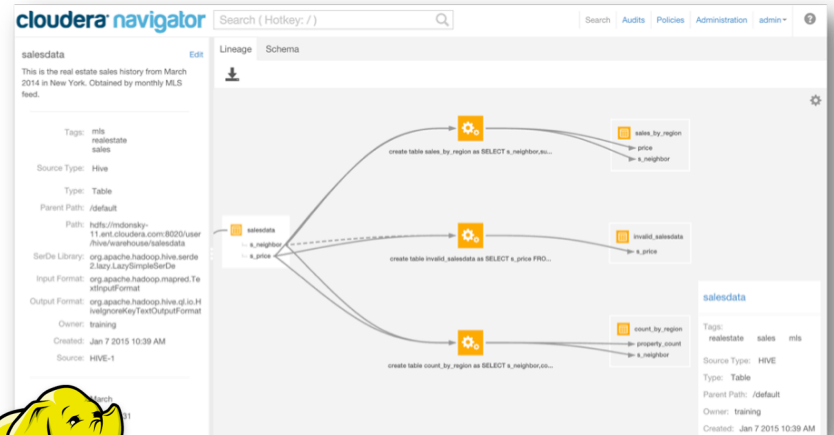 cloudera navigator
Search ( Hotkey: / )
Search Audits Policies Administration admin ?
salesdata Edit
This is the real estate sales history from March
2014 in New York. Obtained by monthly MLS
feed.
Tags: mls
realestate
sales
Source Type: Hive
Type: Table
Parent Path: /default
Path: hdfs://mdonsky-
11.ent.cloudera.com:8020/user
/hive/warehouse/salesdata
SerDe Library: org.apache.hadoop.hive.serde
2.lazy.LazySimpleSerDe
Input Format: org.apache.hadoop.mapred.Te
xtInputFormat
Output Format: org.apache.hadoop.hive.ql.io.H
iveIgnoreKeyTextOutputFormat
Owner: training
Created: Jan 7 2015 10:39 AM
Source: HIVE-1
March
31
Lineage Schema
salesdata
s_neighbor
s_price
create table sales_by_region as SELECT s_neighbor,su...
sales_by_region
price
s_neighbor
create table invalid_salesdata as SELECT s_price FRO...
invalid_salesdata
s_price
create table count_by_region as SELECT s_neighbor,co...
count_by_region
property_count
s_neighbor
salesdata
Tags:
realestate sales mls
Source Type: HIVE
Type: Table
Parent Path: /default
Owner: training
Created: Jan 7 2015 10:39 AM